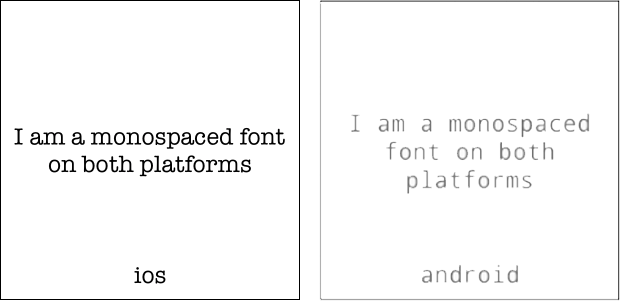 I am a monospaced font
on both platforms
ios
I am a monospaced
font on both
platforms
android